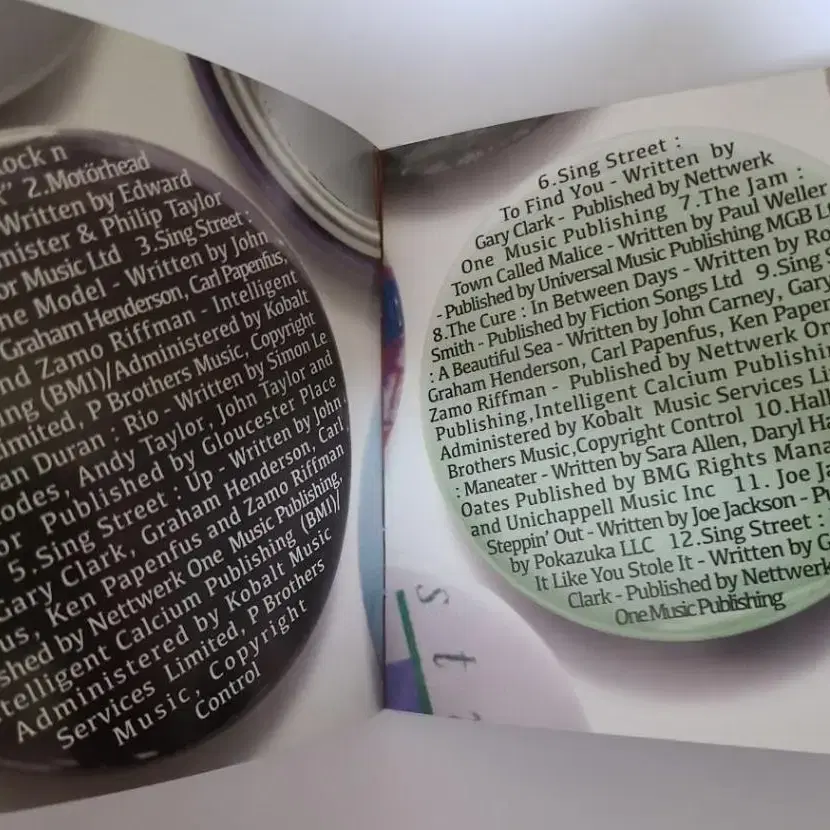 ock n
" 2.Motörhead
Written by Edward
mister & Philip Taylor
or Music Ltd 3.Sing Street :
he Model - Written by John
Graham Henderson, Carl Papenfus,
nd Zamo Riffman - Intelligent
ing (BMI)/Administered by Kobalt
imited, P Brothers Music, Copyright
an Duran : Rio - Written by Simon Le
odes, Andy Taylor, John Taylor and
or Published by Gloucester Place
5.Sing Street : Up - Written by John
Gary Clark, Graham Henderson, Carl
us, Ken Papenfus and Zamo Riffman
shed by Nettwerk One Music Publishing,
ntelligent Calcium Publishing (BMI)/
Administered by Kobalt Music
Services Limited, P Brothers
Music, Copyright
Control
6.Sing Street :
To Find You - Written by
Gary Clark - Published by Nettwerk
One Music Publishing 7.The Jam :
Town Called Malice - Written by Paul Weller
- Published by Universal Music Publishing MGB L
8.The Cure : In Between Days - Written by Ro
Smith - Published by Fiction Songs Ltd 9.Sing S
: A Beautiful Sea - Written by John Carney, Gary
Graham Henderson, Carl Papenfus, Ken Papen
Zamo Riffman - Published by Nettwerk On
Publishing,Intelligent Calcium Publishin
Administered by Kobalt Music Services Li
Brothers Music,Copyright Control 10.Hall
: Maneater - Written by Sara Allen, Daryl Ha
Oates Published by BMG Rights Mana
and Unichappell Music Inc 11. Joe Ja
Steppin' Out - Written by Joe Jackson - Pu
by Pokazuka LLC 12.Sing Street :
It Like You Stole It - Written by G
Clark - Published by Nettwerk
One Music Publishing
s
t